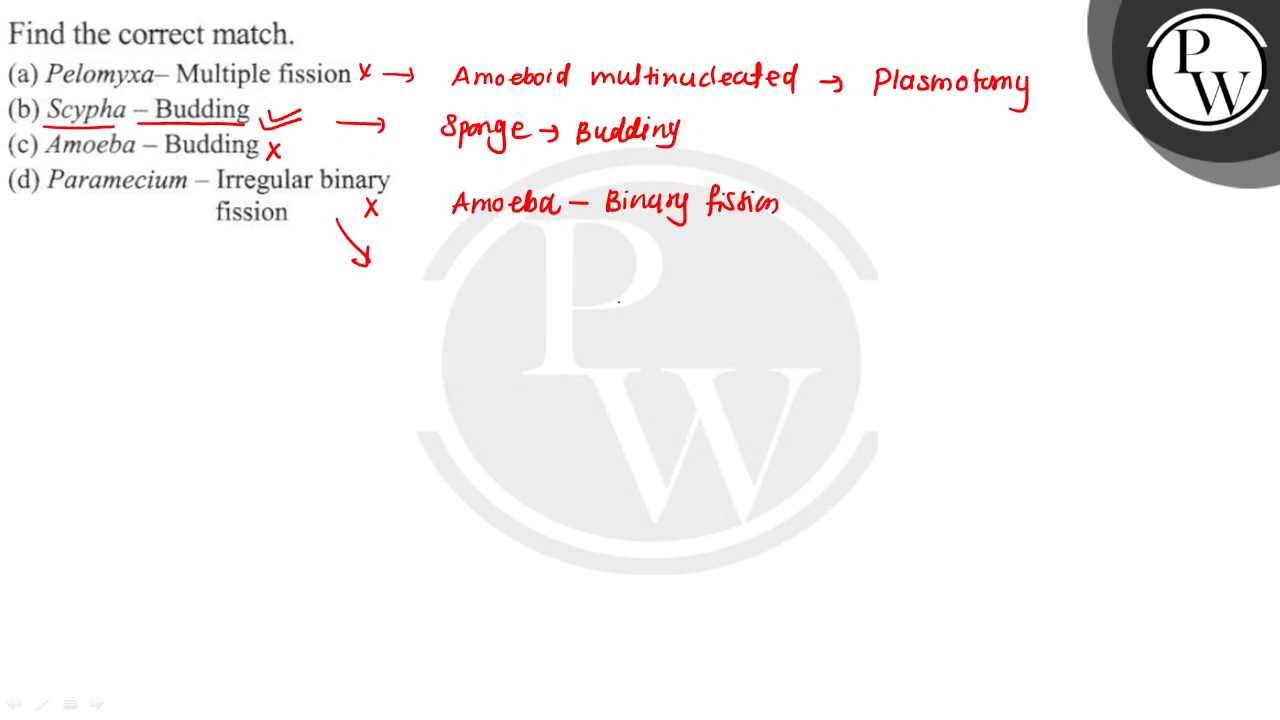 Find the correct match.
(a) Pelomyxa– Multiple fission x → Amoeboid multinucleated → Plasmotomy
(b) Scypha – Budding → Sponge → Budding
(c) Amoeba – Budding x
(d) Paramecium – Irregular binary
fission x Amoeba – Binary fission
P
W
P
W